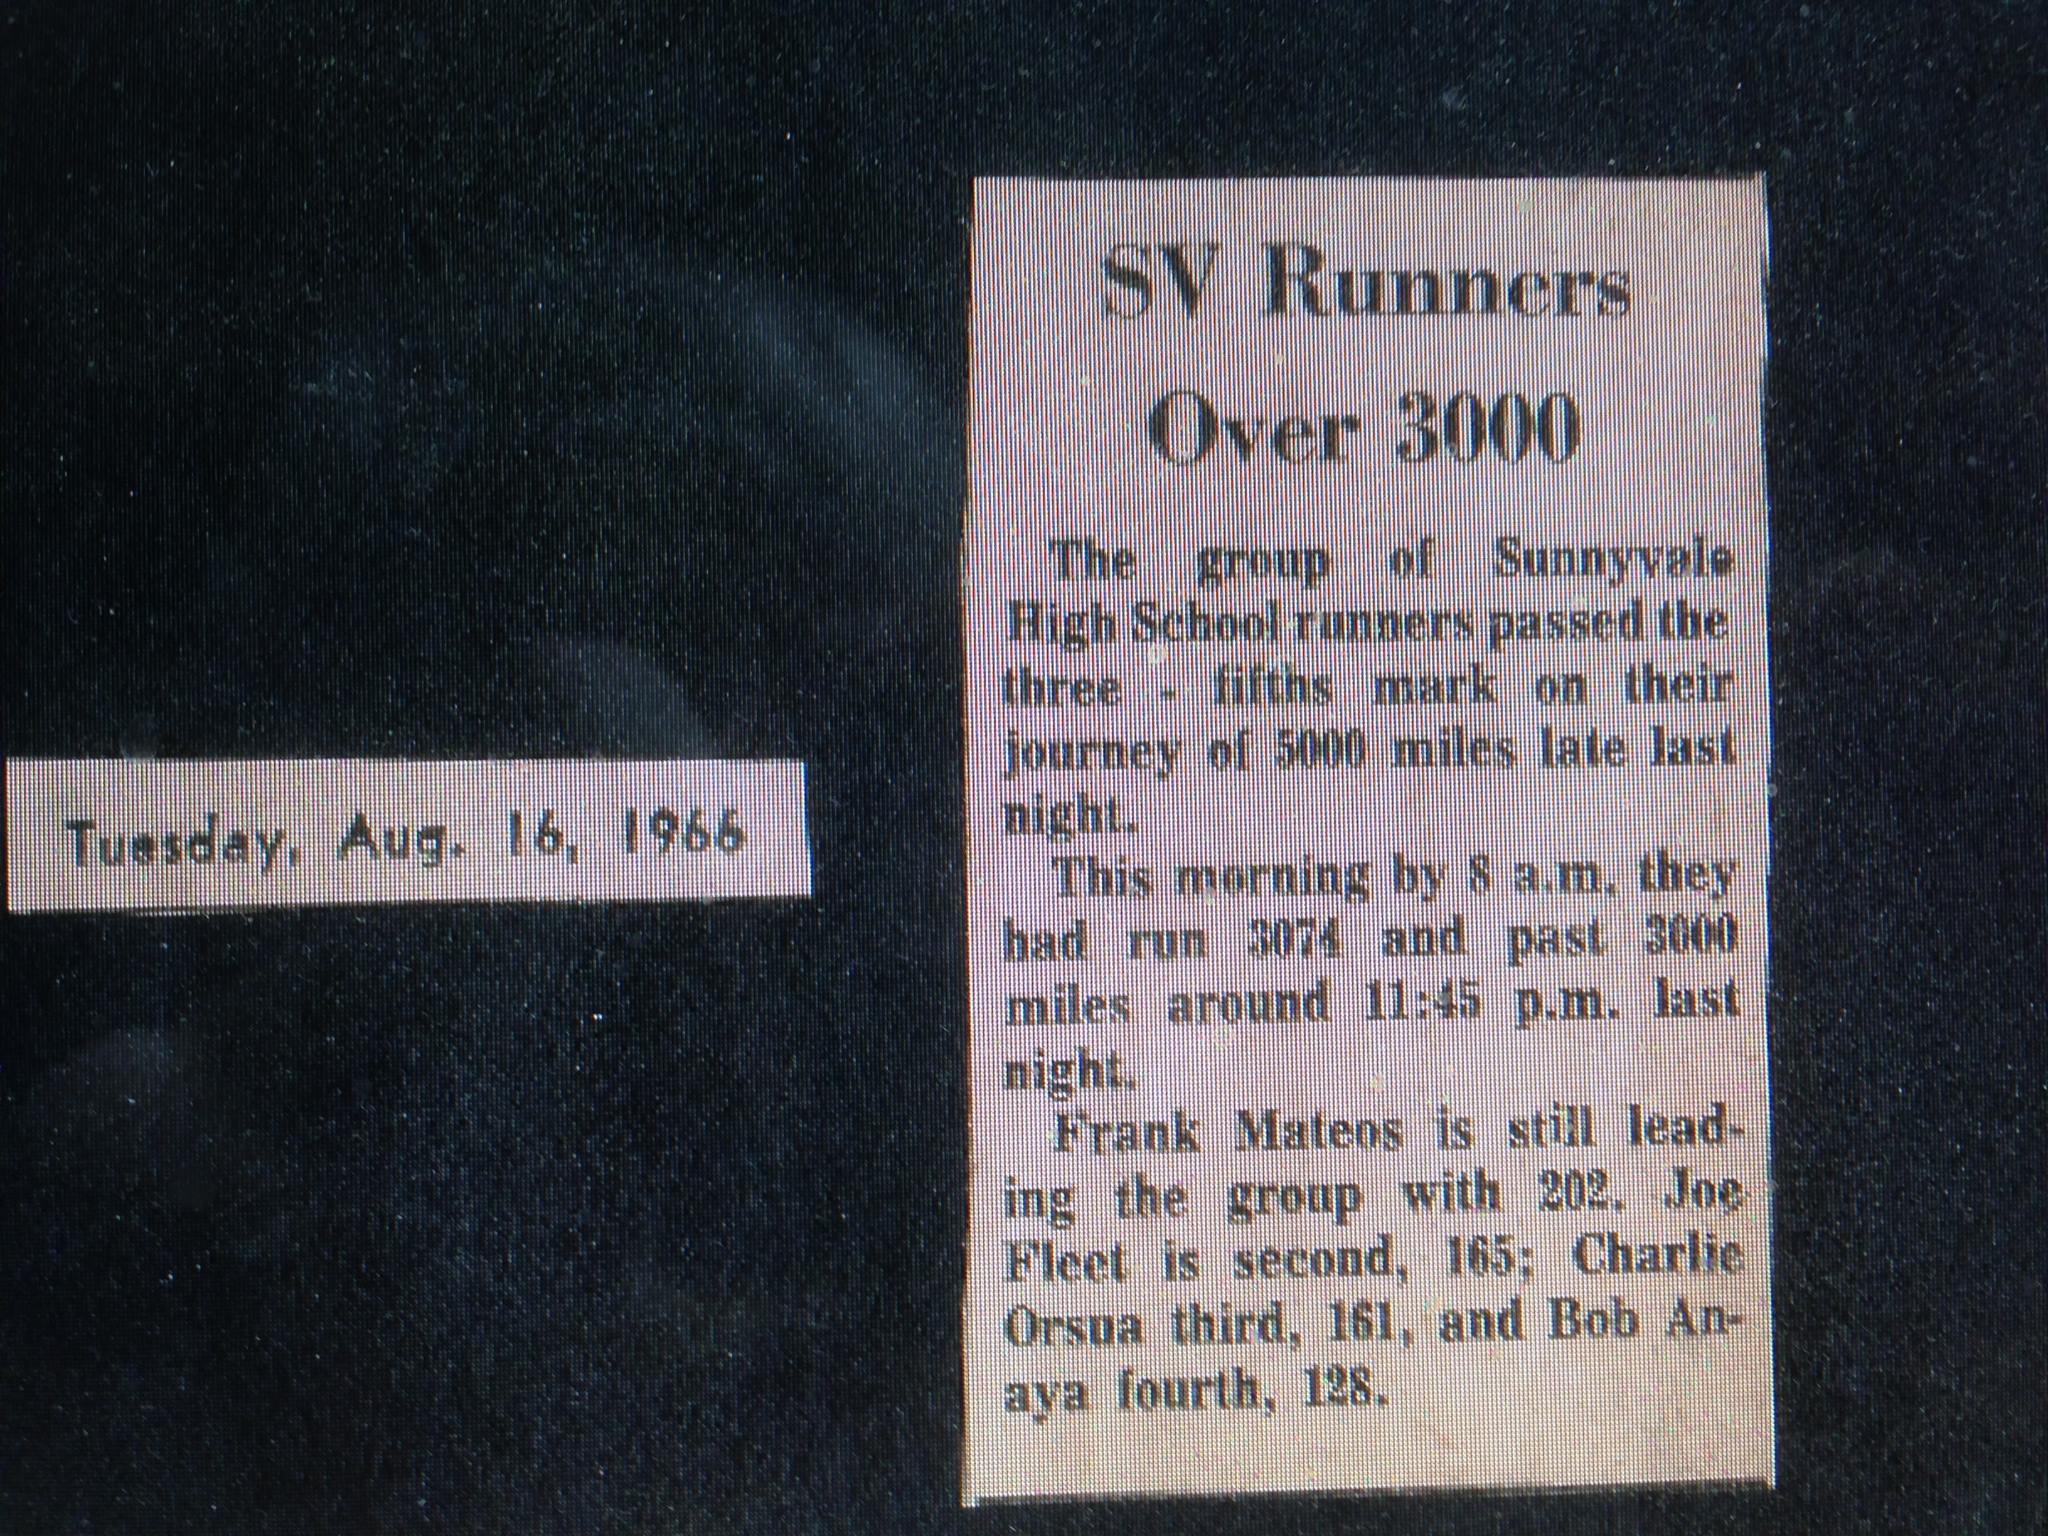 Tuesday, Aug. 16, 1966
SV Runners
Over 3000
The group of Sunnyvale
High School runners passed the
three - fifths mark on their
journey of 5000 miles late last
night.
This morning by 8 a.m. they
had run 3074 and past 3000
miles around 11:45 p.m. last
night.
Frank Mateos is still lead-
ing the group with 202. Joe
Fleet is second, 165; Charlie
Orsua third, 161, and Bob An-
aya fourth, 128.